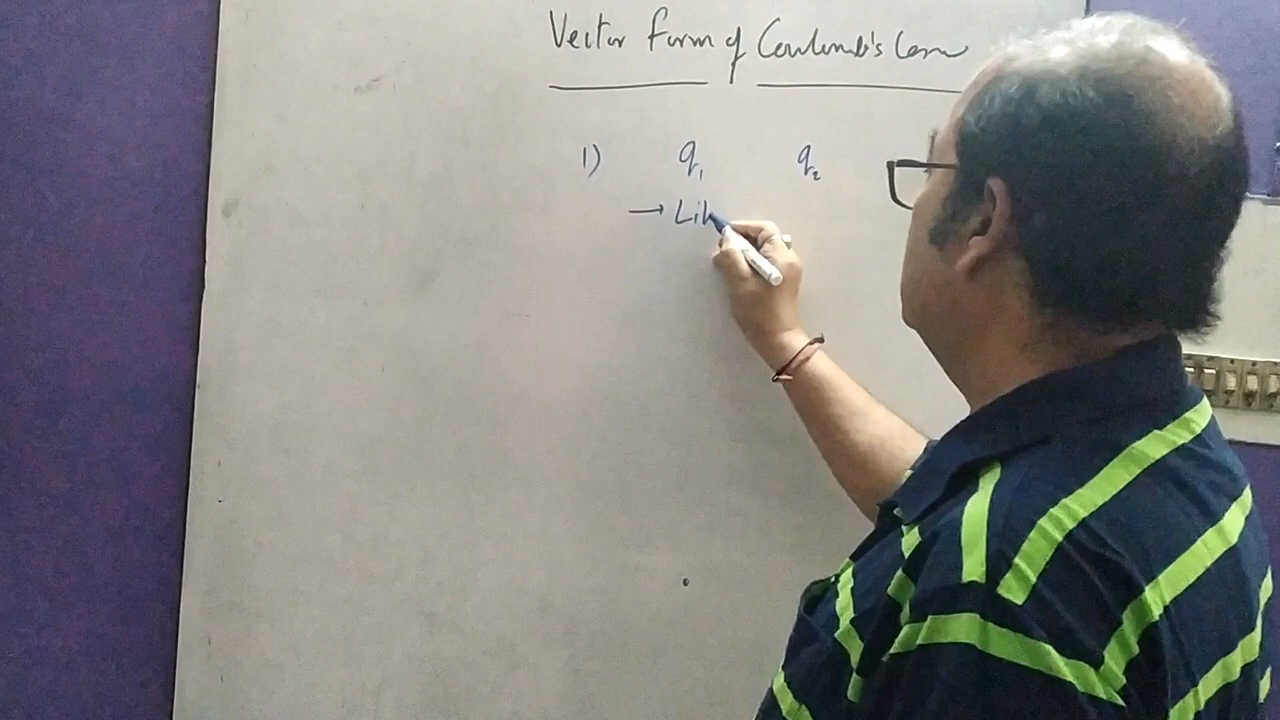 Vector Form of Coulomb's Law
1) q₁ q₂
→ Lik